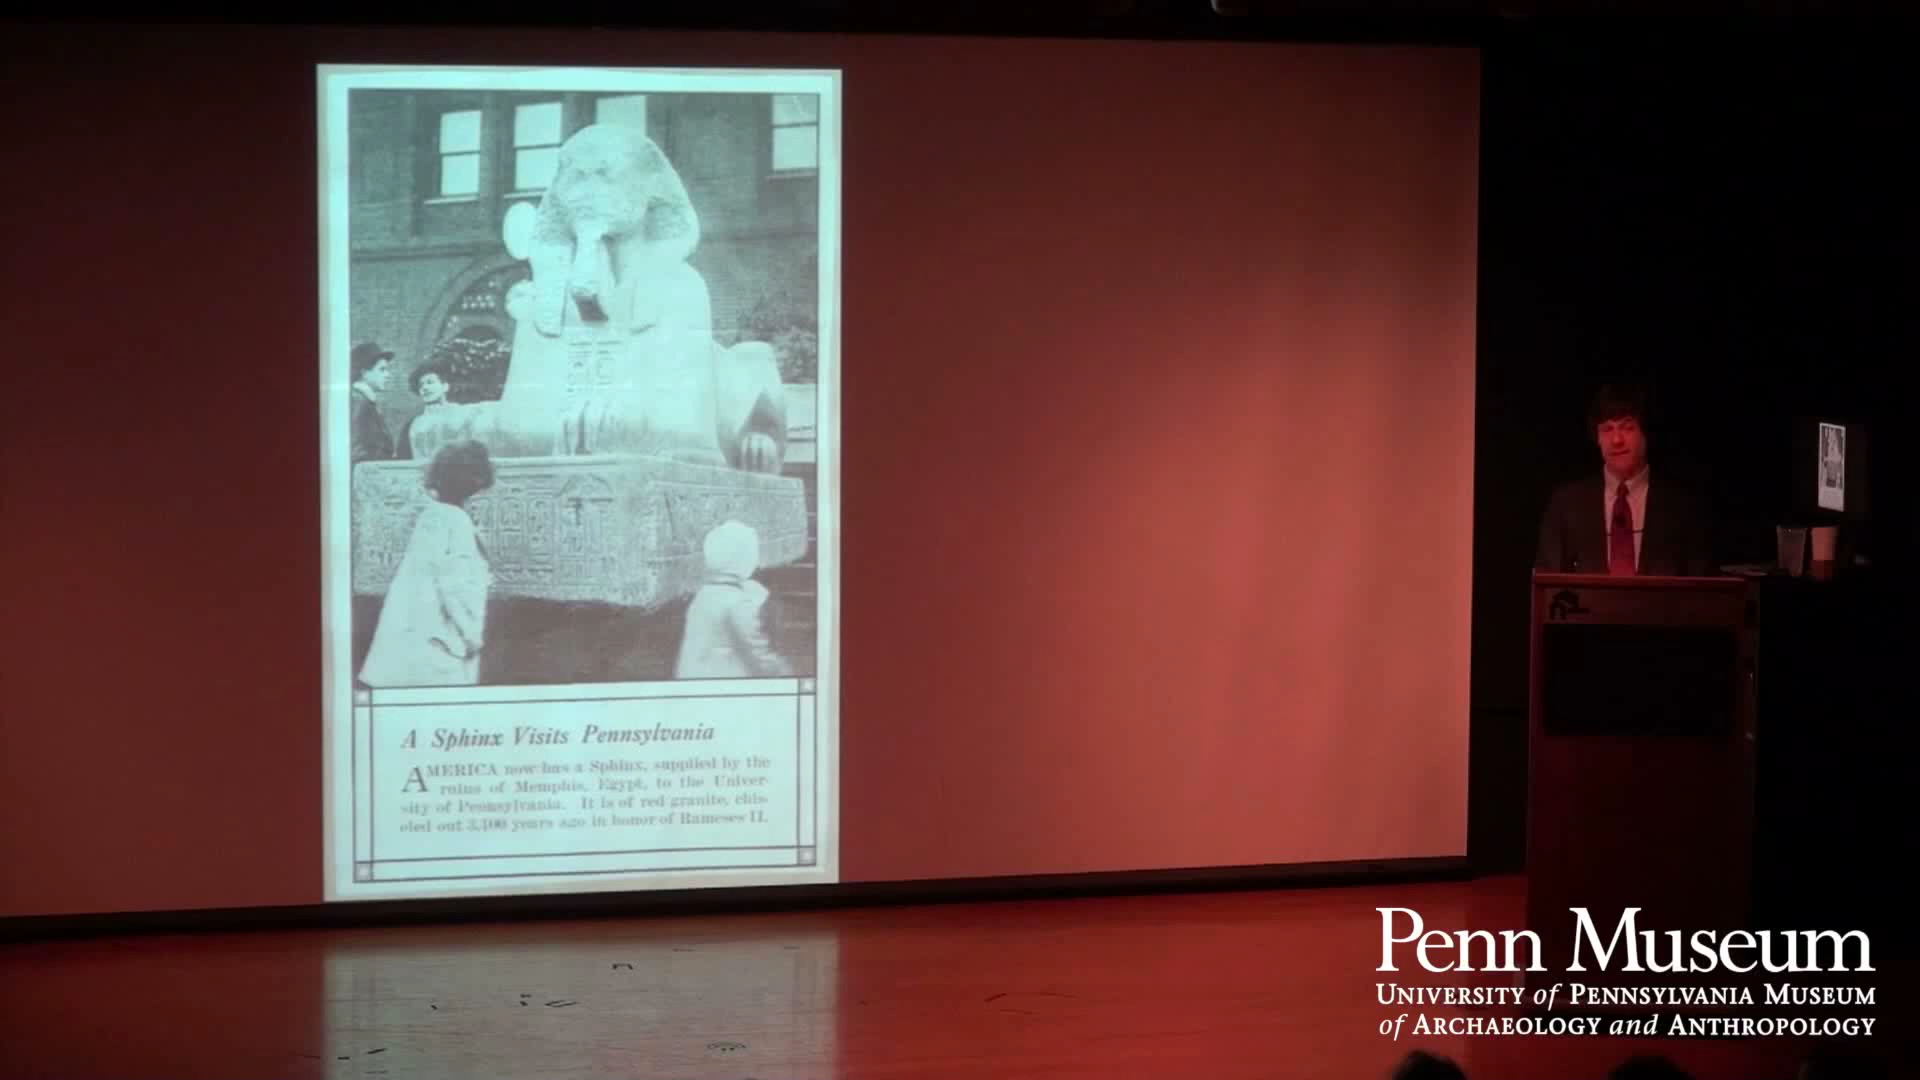 A Sphinx Visits Pennsylvania
AMERICA now has a Sphinx, supplied by the
ruins of Memphis, Egypt, to the Univer-
sity of Pennsylvania. It is of red granite, chis-
eled out 3,400 years ago in honor of Rameses II.
Penn Museum
UNIVERSITY of PENNSYLVANIA MUSEUM
of ARCHAEOLOGY and ANTHROPOLOGY